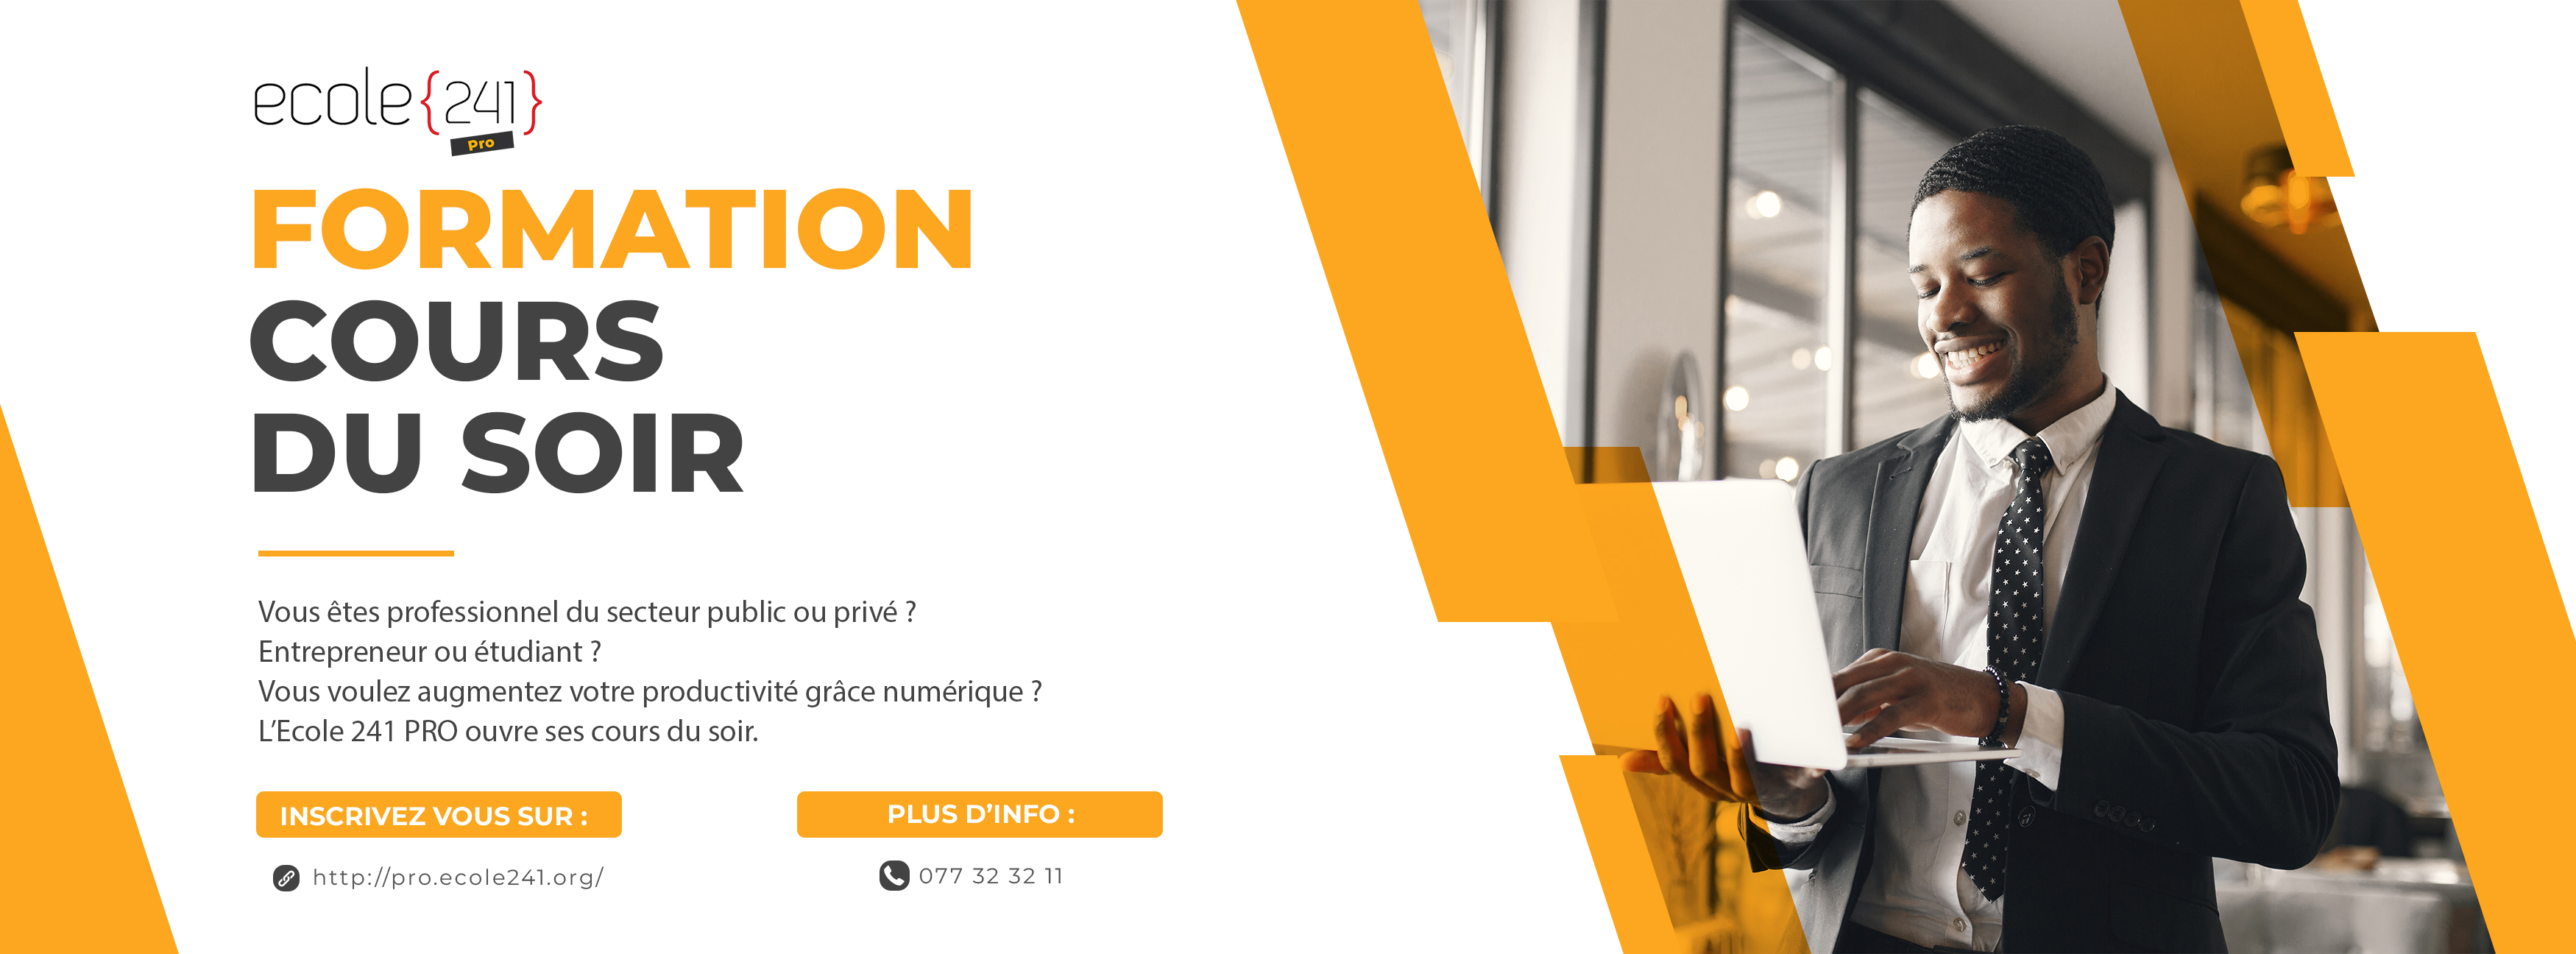 ecole{241}
Pro
FORMATION
COURS
DU SOIR
Vous êtes professionnel du secteur public ou privé ?
Entrepreneur ou étudiant ?
Vous voulez augmentez votre productivité grâce numérique ?
L’Ecole 241 PRO ouvre ses cours du soir.
INSCRIVEZ VOUS SUR :
http://pro.ecole241.org/
PLUS D’INFO :
077 32 32 11